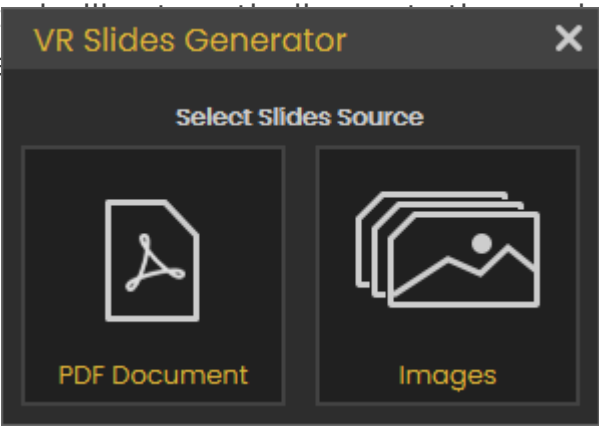 VR Slides Generator
Select Slides Source
PDF Document
Images